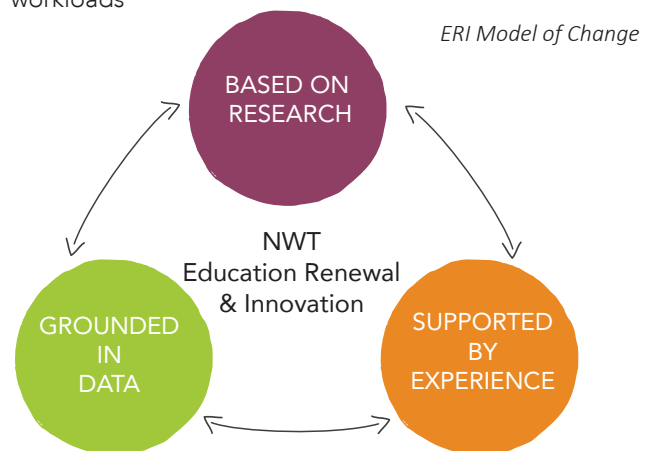 workloads
ERI Model of Change
BASED ON
RESEARCH
NWT
Education Renewal
& Innovation
GROUNDED
IN
DATA
SUPPORTED
BY
EXPERIENCE